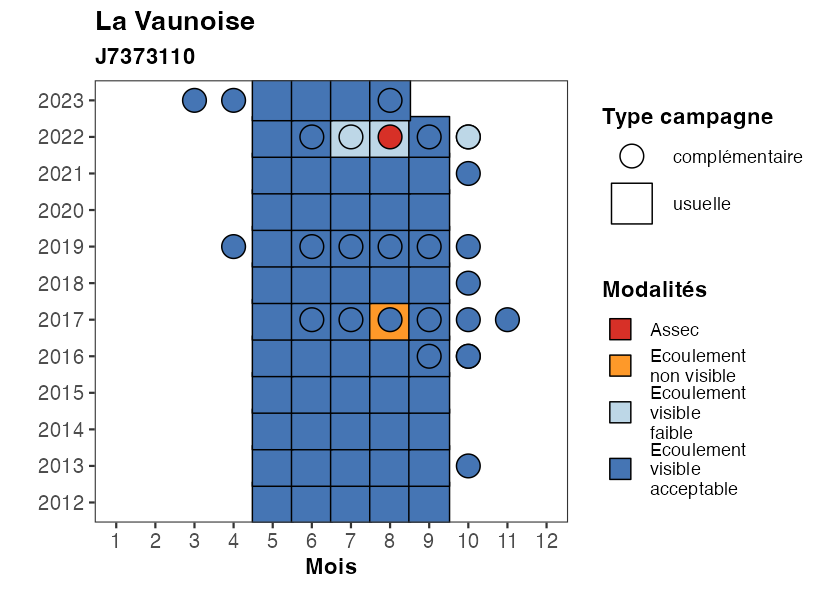 La Vaunoise
J7373110
2023
2022
2021
2020
2019
2018
2017
2016
2015
2014
2013
2012
1 2 3 4 5 6 7 8 9 10 11 12
Mois
Type campagne
complémentaire
usuelle
Modalités
Assec
Ecoulement
non visible
Ecoulement
visible
faible
Ecoulement
visible
acceptable